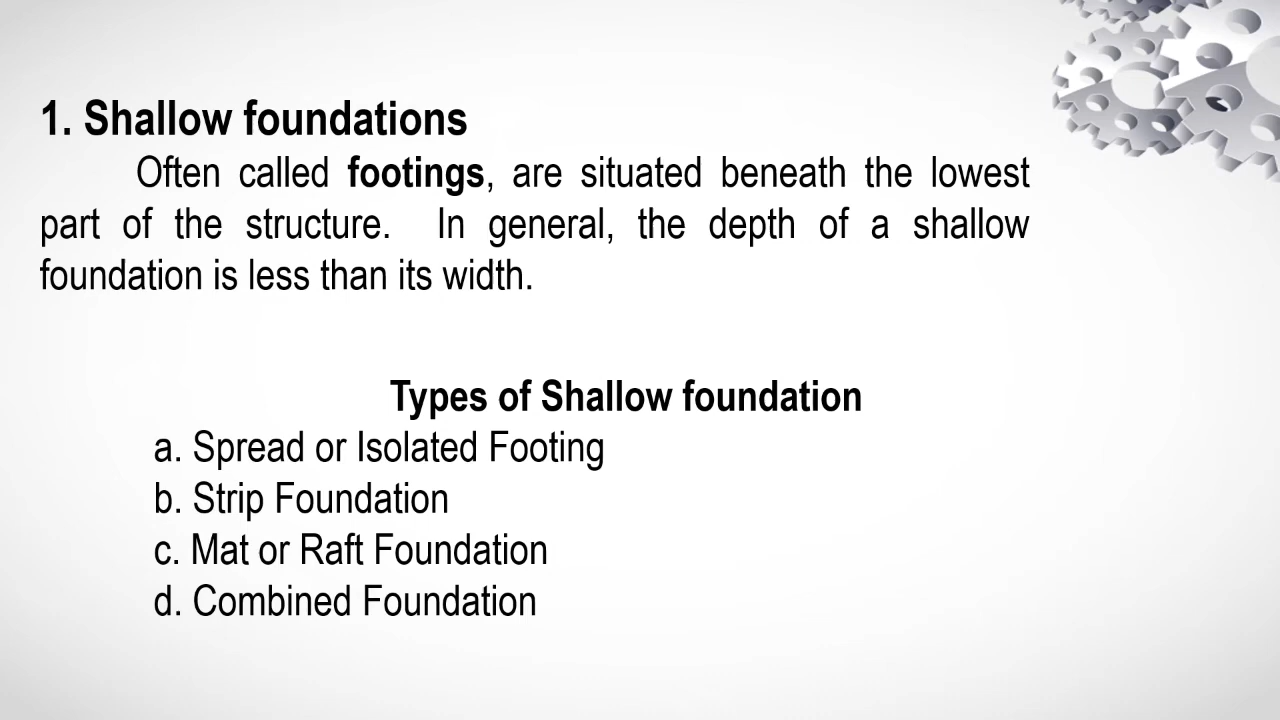 1. Shallow foundations
Often called footings, are situated beneath the lowest
part of the structure. In general, the depth of a shallow
foundation is less than its width.
Types of Shallow foundation
a. Spread or Isolated Footing
b. Strip Foundation
c. Mat or Raft Foundation
d. Combined Foundation